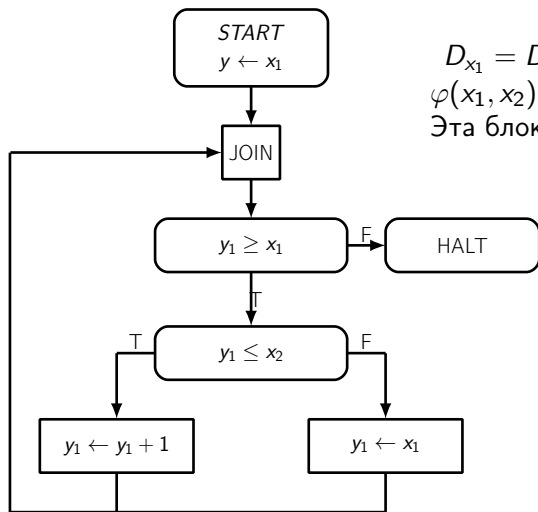 START
y ← x₁
D_{x₁} = D
φ(x₁, x₂)
Эта блок
JOIN
y₁ ≥ x₁
F
HALT
T
y₁ ≤ x₂
T
F
y₁ ← y₁ + 1
y₁ ← x₁